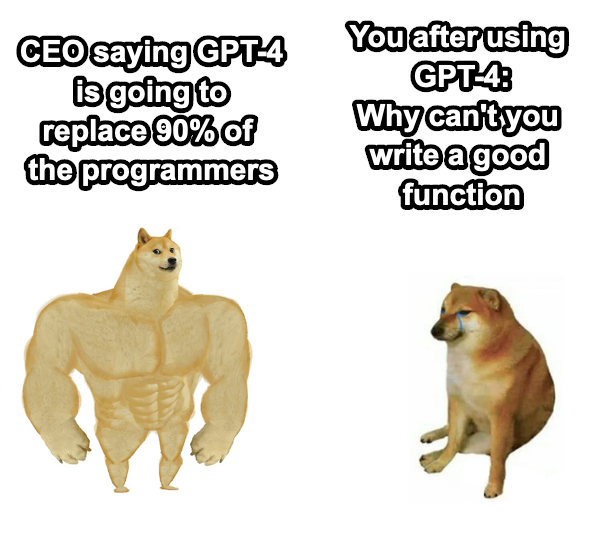 CEO saying GPT-4
is going to
replace 90% of
the programmers
You after using
GPT-4:
Why can't you
write a good
function